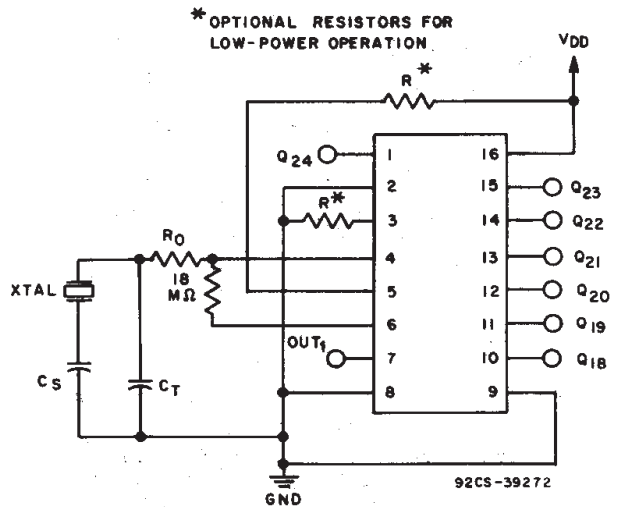 * OPTIONAL RESISTORS FOR
LOW-POWER OPERATION
VDD
R*
Q24
1
16
2
15
Q23
R*
3
14
Q22
RO
4
13
Q21
18
MΩ
XTAL
5
12
Q20
6
11
Q19
OUT1
7
10
Q18
CS
CT
8
9
GND
92CS-39272